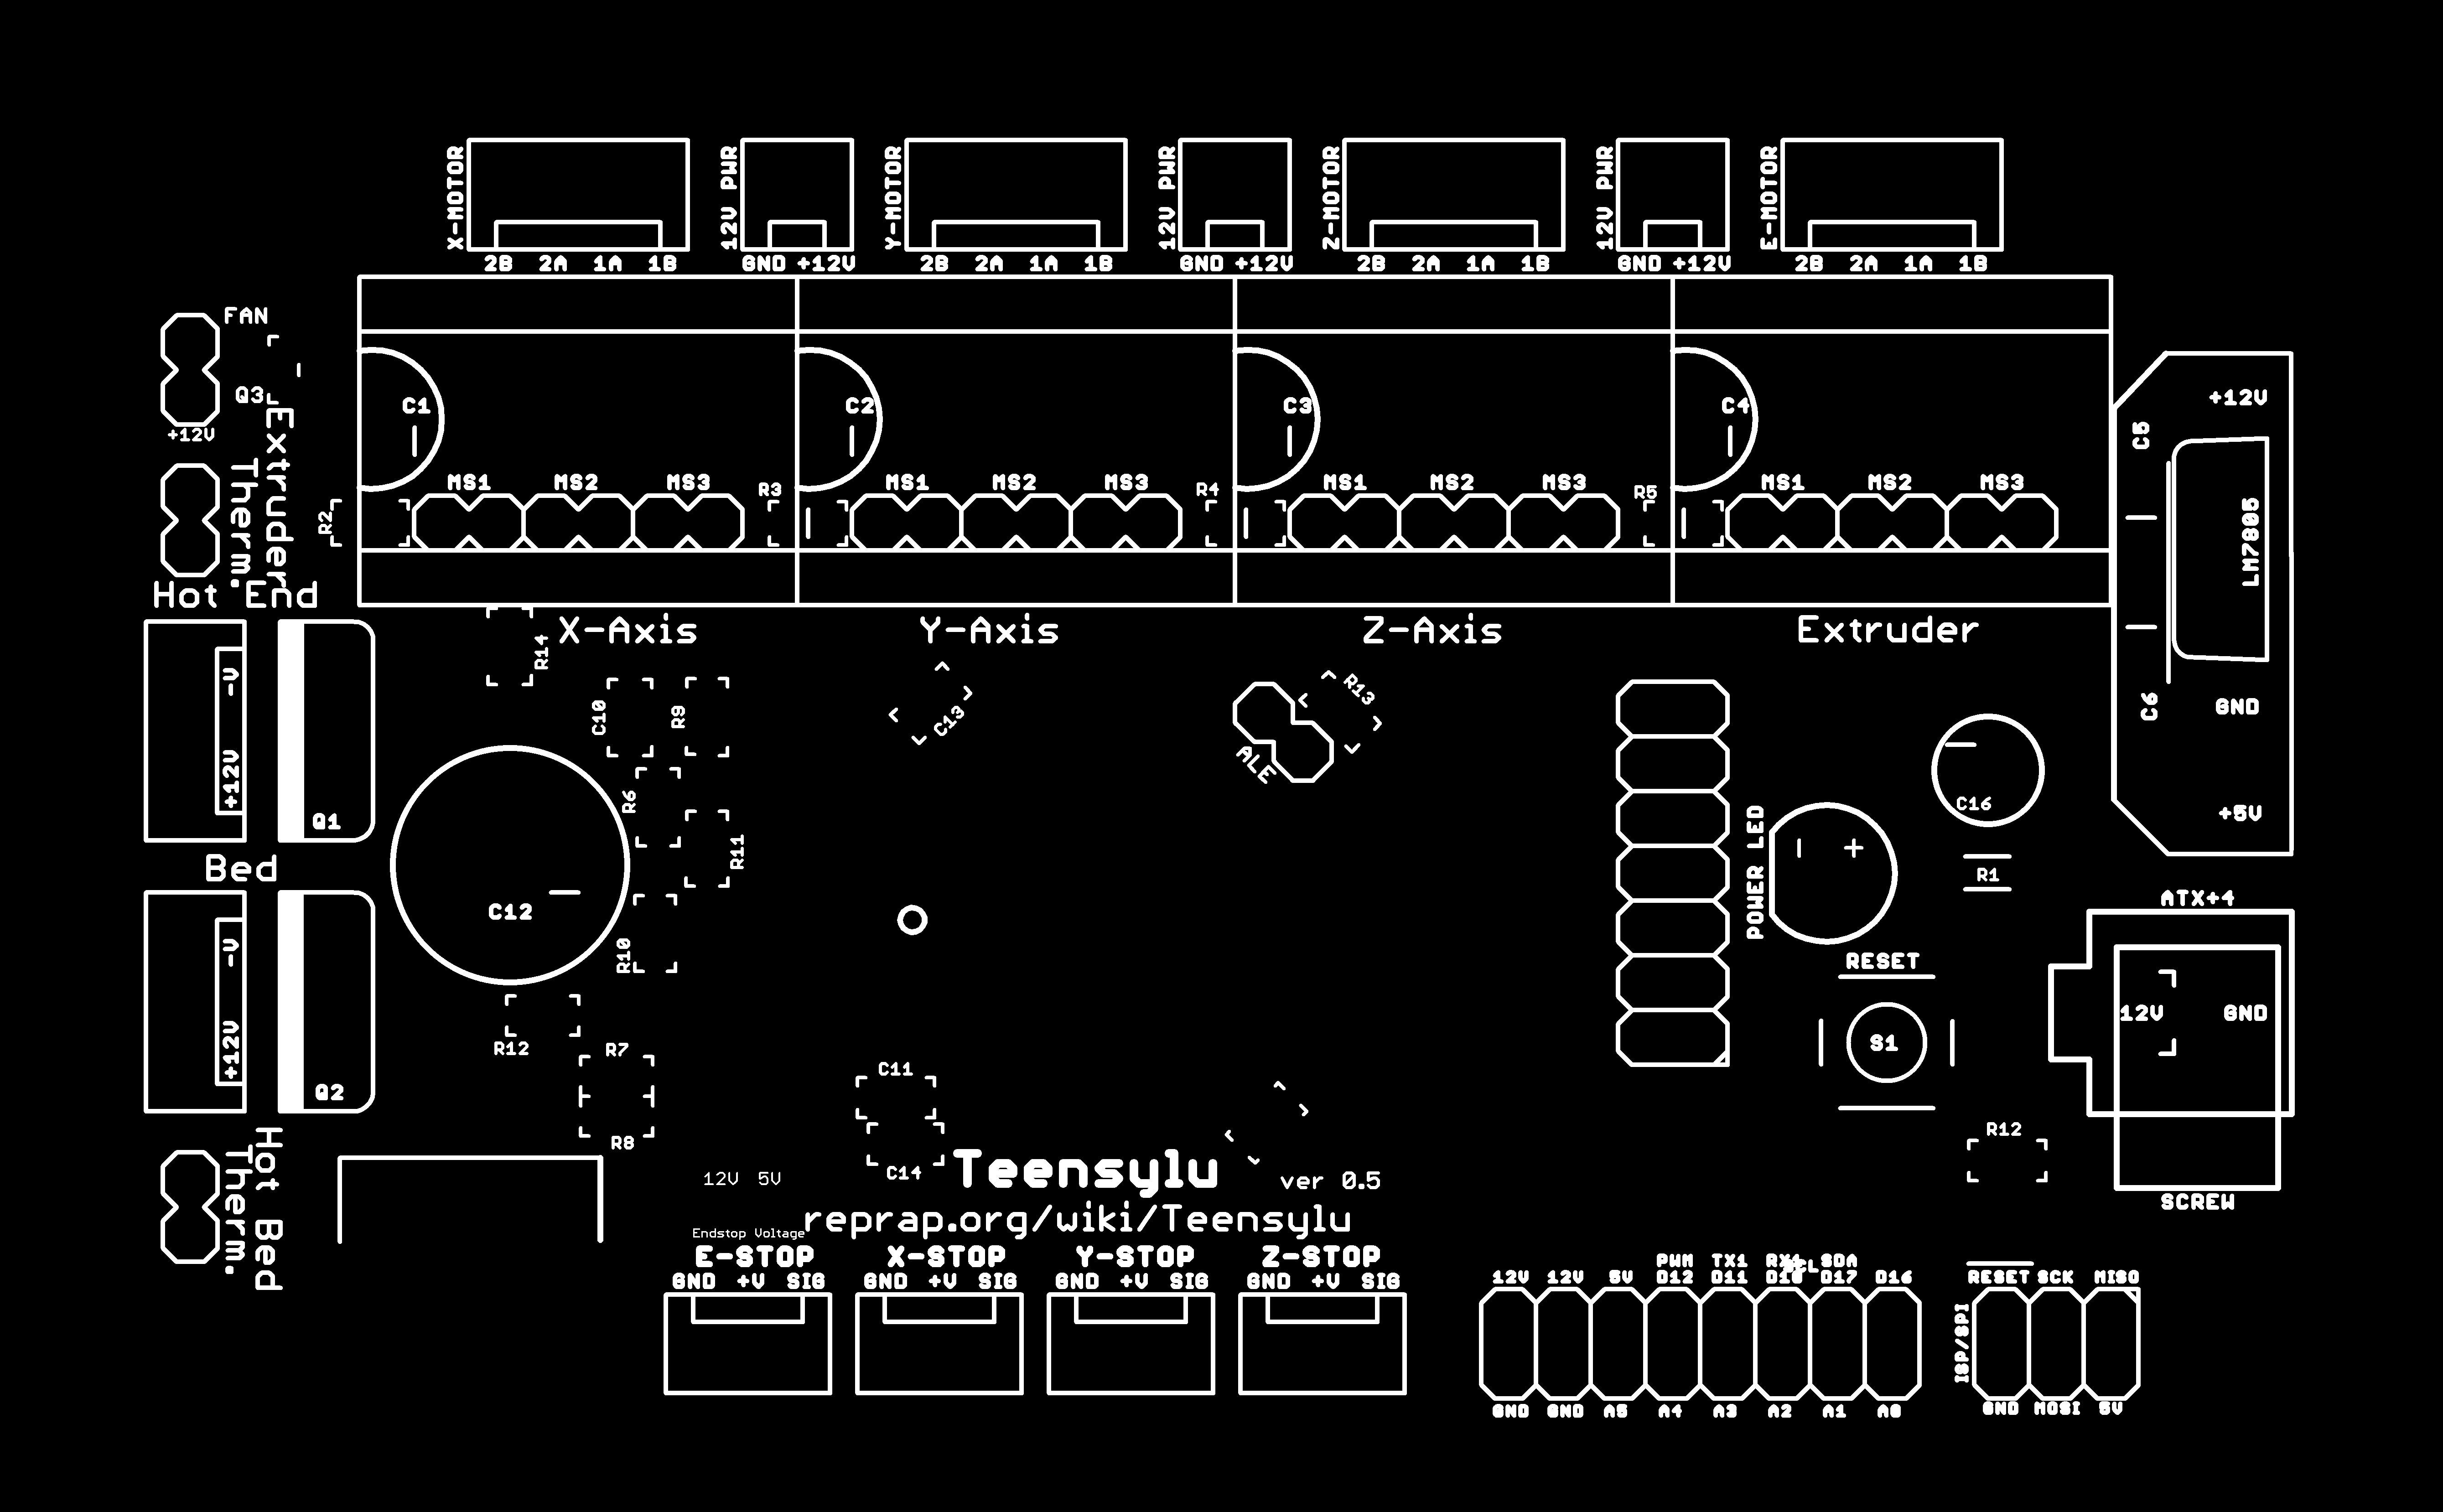 X-MOTOR
12V PWR
Y-MOTOR
12V PWR
Z-MOTOR
12V PWR
E-MOTOR
2B 2A 1A 1B
GND +12V
2B 2A 1A 1B
GND +12V
2B 2A 1A 1B
GND +12V
2B 2A 1A 1B
FAN
Q3
+12V
Extruder
Therm.
R2
C1
C2
C3
C4
MS1 MS2 MS3
R3
MS1 MS2 MS3
R4
MS1 MS2 MS3
R5
MS1 MS2 MS3
+12V
C5
LM7805
C6
GND
+5V
Hot End
X-Axis
Y-Axis
Z-Axis
Extruder
-V
+12V
Q1
R14
C10
R9
C13
R13
ALE
R6
R11
C16
POWER LED
- +
R1
Bed
-V
+12V
Q2
C12
R10
R12
R7
R8
ATX+4
12V GND
SCREW
RESET
S1
R12
C11
C14
Hot Bed
Therm.
12V 5V
Endstop Voltage
Teensylu
ver 0.5
reprap.org/wiki/Teensylu
E-STOP X-STOP Y-STOP Z-STOP
GND +V SIG
GND +V SIG
GND +V SIG
GND +V SIG
PWM TX1 SDA
12V 12V 5V D12 D11 D17 D16
GND GND A5 A4 A3 A2 A1 A0
ISP/SPI
RESET SCK MISO
GND MOSI 5V